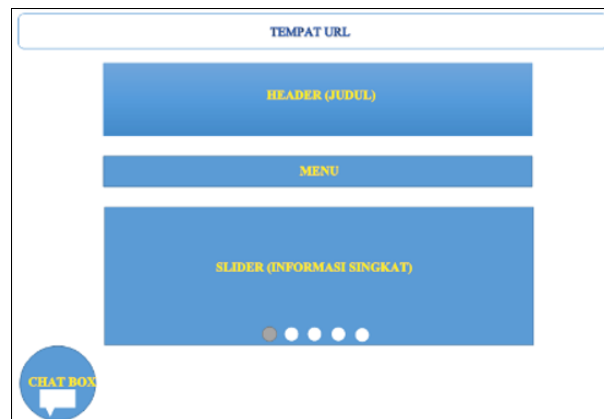 TEMPAT URL
HEADER (JUDUL)
MENU
SLIDER (INFORMASI SINGKAT)
CHAT BOX